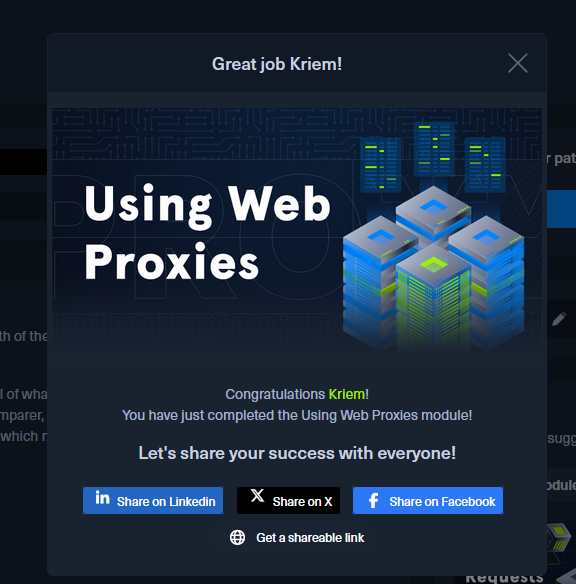 Great job Kriem!
r pat
Using Web
Proxies
th of the
l of wha
mparer,
which r
Congratulations Kriem!
You have just completed the Using Web Proxies module!
sugg
Let's share your success with everyone!
odule
in Share on Linkedin
X Share on X
f Share on Facebook
Get a shareable link
Requests